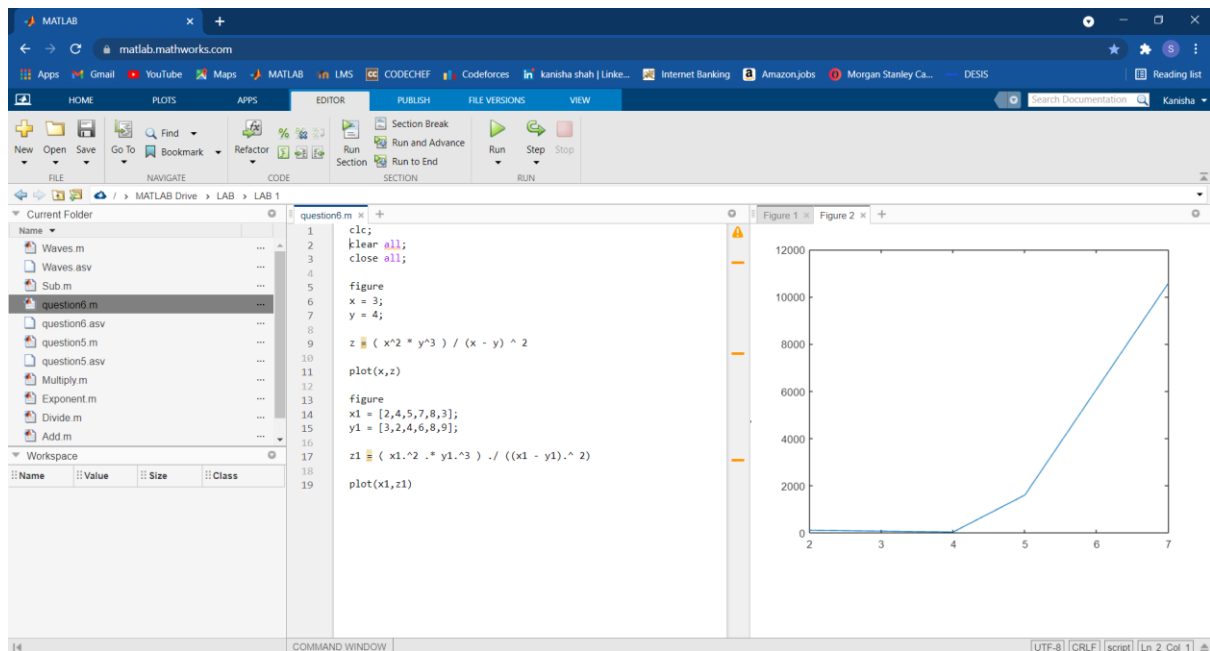 MATLAB
matlab.mathworks.com
Apps Gmail YouTube Maps MATLAB LMS CODECHEF Codeforces kanisha shah | Linke... Internet Banking Amazon.jobs Morgan Stanley Ca... DESIS Reading list
S
HOME PLOTS APPS EDITOR PUBLISH FILE VERSIONS VIEW Search Documentation Kanisha
New Open Save Go To Find Bookmark Refactor Run Section Section Break Run and Advance Run to End Run Step Stop
FILE NAVIGATE CODE SECTION RUN
/ > MATLAB Drive > LAB > LAB 1
Current Folder
Name
Waves.m
Waves.asv
Sub.m
question6.m
question6.asv
question5.m
question5.asv
Multiply.m
Exponent.m
Divide.m
Add.m
Workspace
Name Value Size Class
question6.m
1 clc;
2 clear all;
3 close all;
4
5 figure
6 x = 3;
7 y = 4;
8
9 z = ( x^2 * y^3 ) / (x - y) ^ 2
10
11 plot(x,z)
12
13 figure
14 x1 = [2,4,5,7,8,3];
15 y1 = [3,2,4,6,8,9];
16
17 z1 = ( x1.^2 .* y1.^3 ) ./ ((x1 - y1).^ 2)
18
19 plot(x1,z1)
Figure 1 Figure 2
12000
10000
8000
6000
4000
2000
0
2 3 4 5 6 7
COMMAND WINDOW
UTF-8 CRLF script Ln 2 Col 1